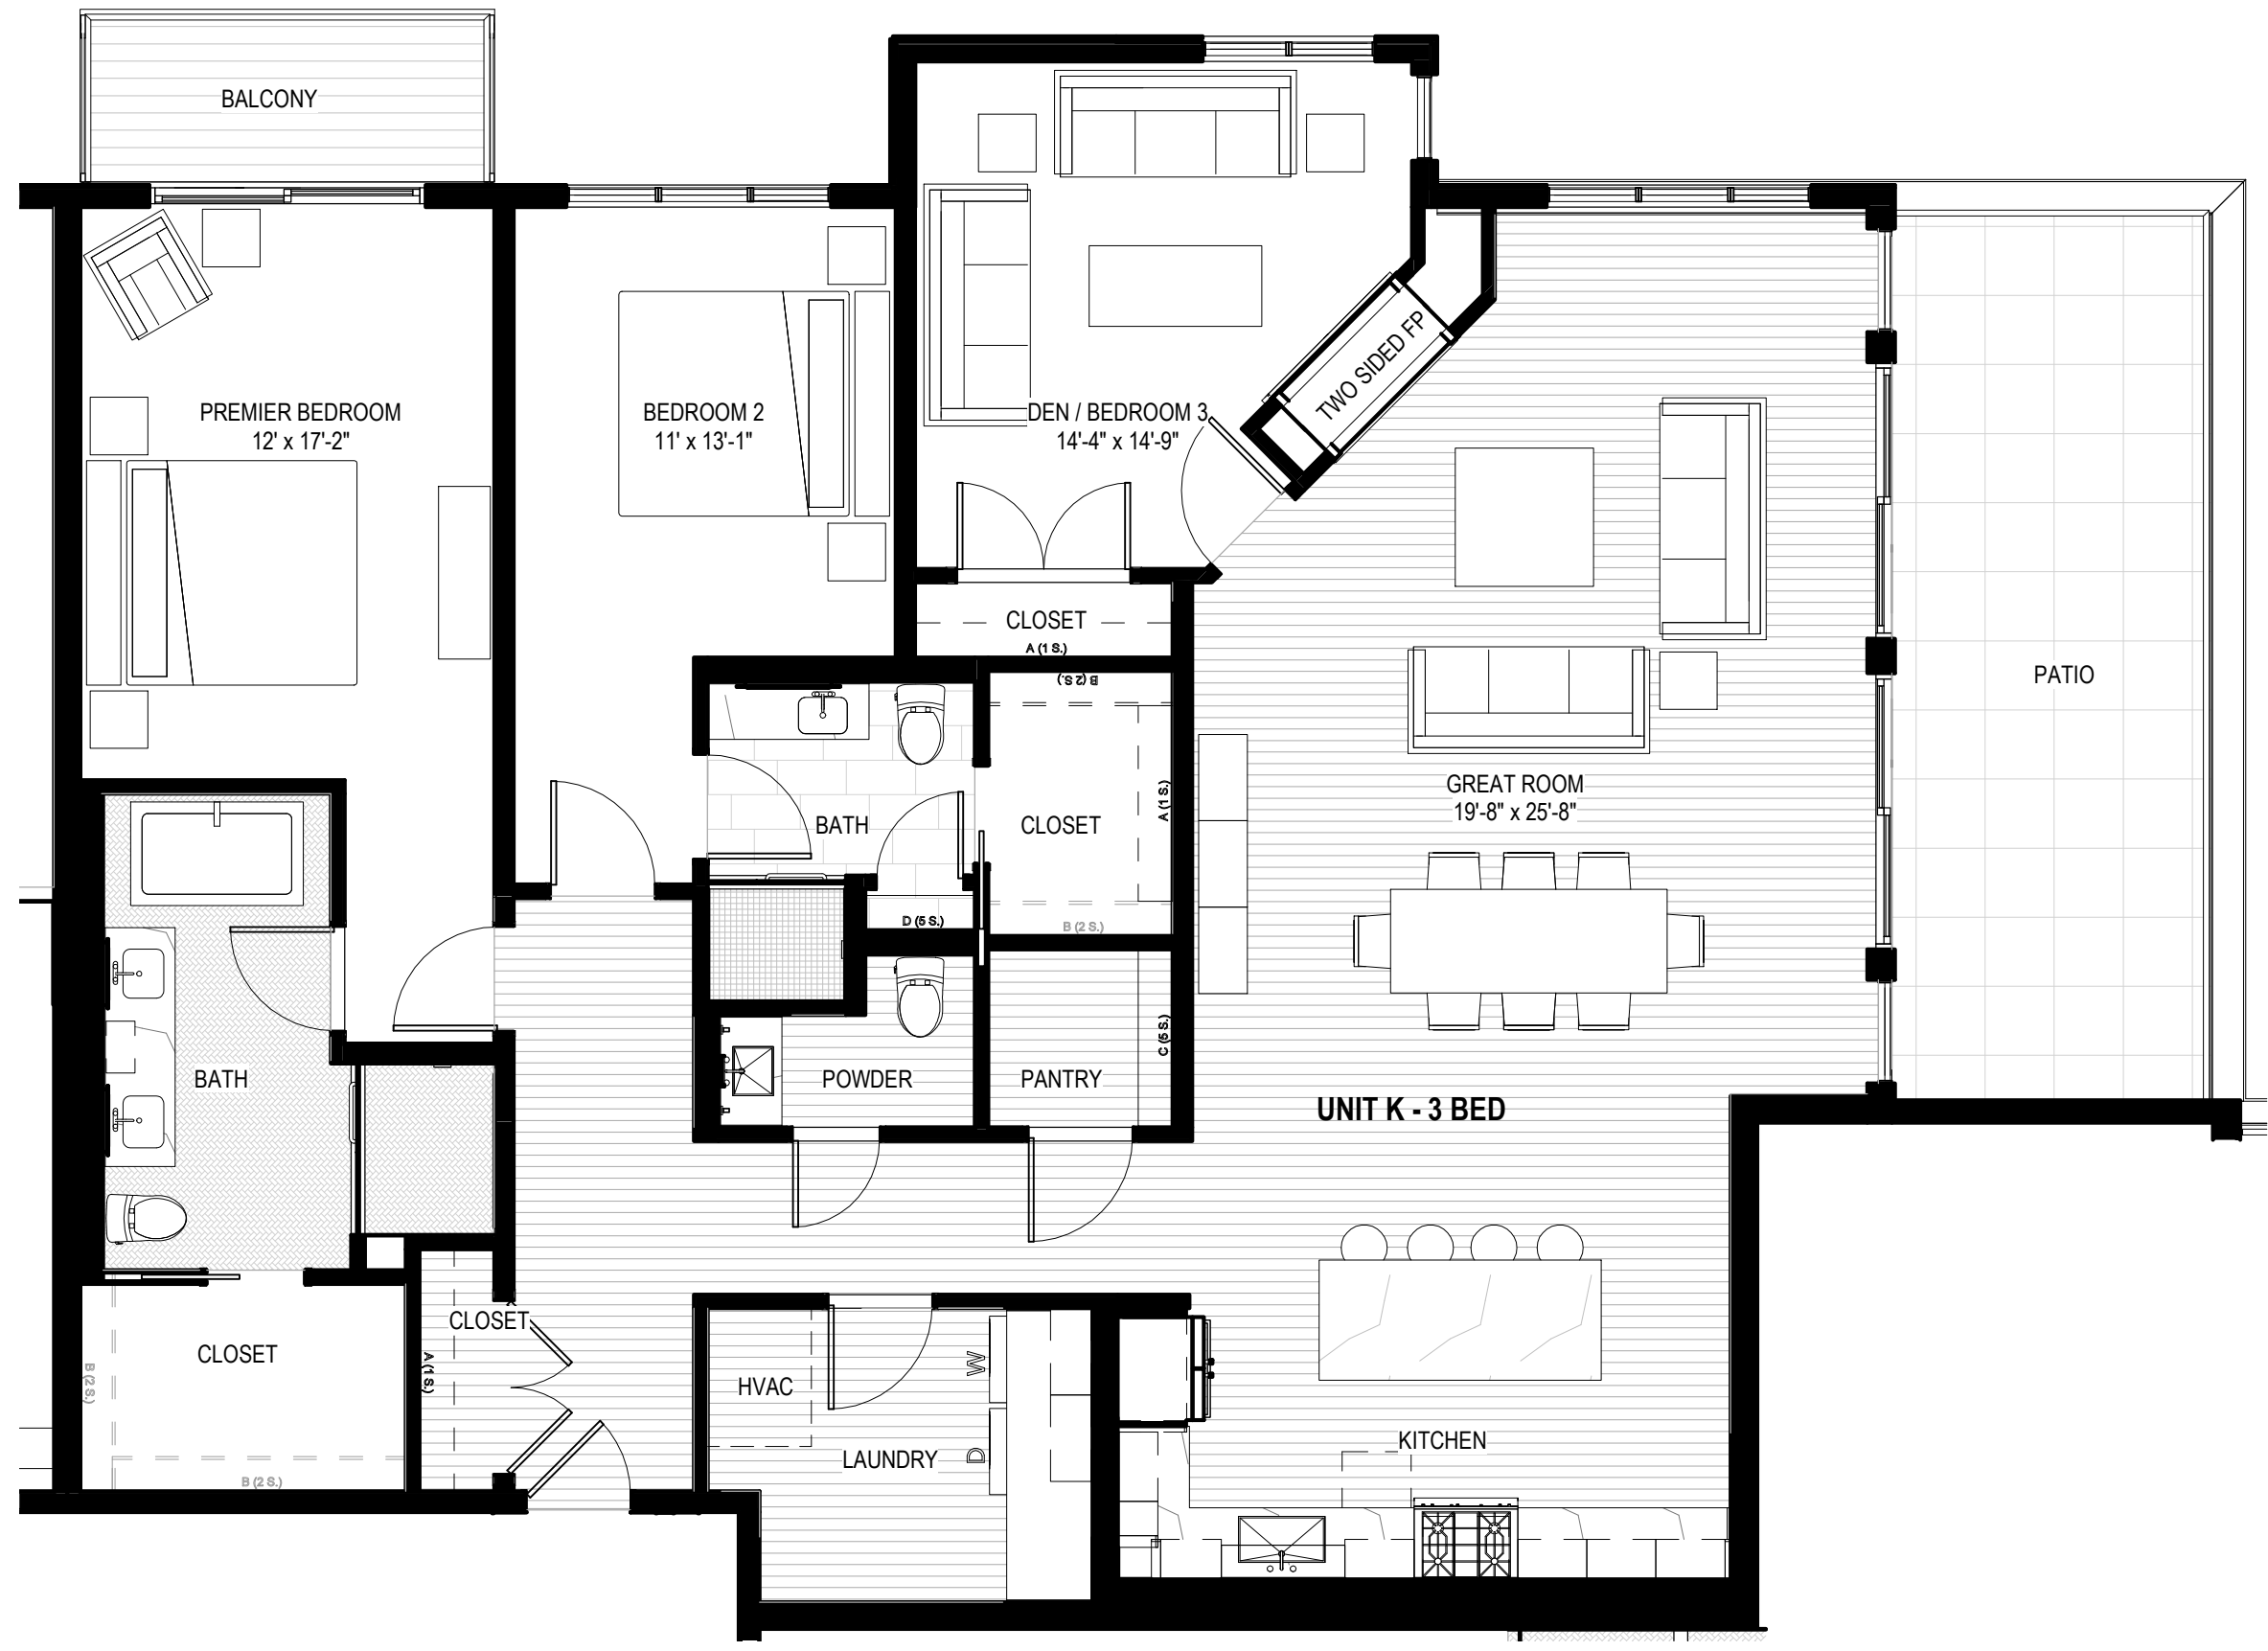 BALCONY
TWO SIDED FP
PREMIER BEDROOM
12' x 17'-2"
BEDROOM 2
11' x 13'-1"
DEN / BEDROOM 3
14'-4" x 14'-9"
CLOSET
A (1 S.)
B (2 S.)
PATIO
GREAT ROOM
19'-8" x 25'-8"
BATH
CLOSET
A (1 S.)
D (5 S.)
B (2 S.)
C (5 S.)
BATH
POWDER
PANTRY
UNIT K - 3 BED
CLOSET
A (1 S.)
CLOSET
B (2 S.)
B (2 S.)
HVAC
W
LAUNDRY
D
KITCHEN